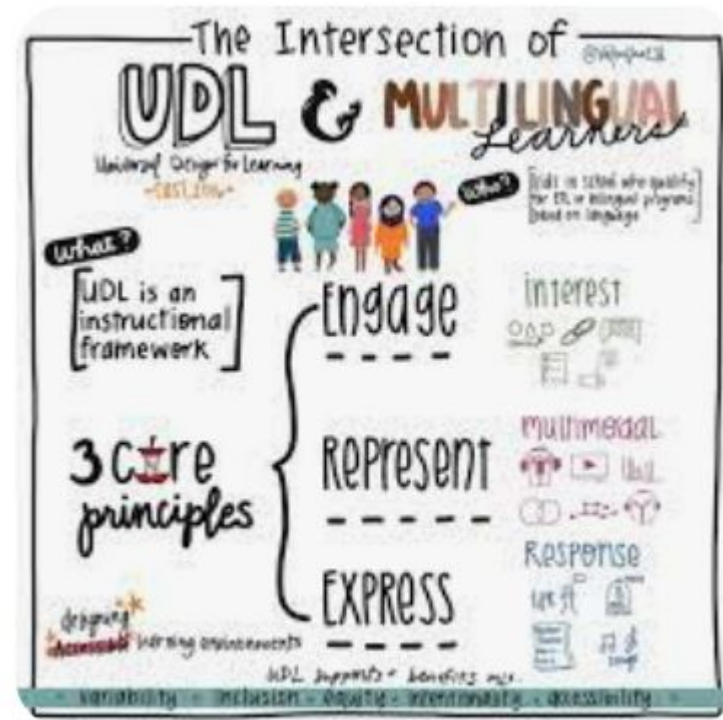 The Intersection of
UDL & MULTILINGUAL
Learners
Universal Design for Learning
Who?
Kids in school who qualify
for ESL or bilingual programs
based on language
What?
UDL is an
instructional
framework
Engage
interest
3 core
principles
Represent
multimodal
EXPRESS
Response
designing
Accessible learning environments
UDL supports + benefits
variability inclusion equity intentionality accessibility